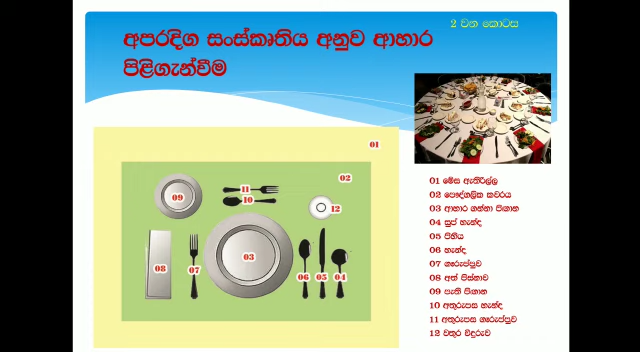 2 වන කොටස
අපරදිග සංස්කෘතිය අනුව ආහාර
පිළිගැන්වීම
01
02
11
10
09
12
03
08
07
06
05
04
01 මේස ඇතිරිල්ල
02 පෞද්ගලික කවරය
03 ආහාර ගන්නා පිඟාන
04 සුප් හැන්ද
05 පිහිය
06 හැන්ද
07 ගෑරුප්පුව
08 අත් පිස්නාව
09 පැති පිඟාන
10 අතුරුපස හැන්ද
11 අතුරුපස ගෑරුප්පුව
12 වතුර වීදුරුව